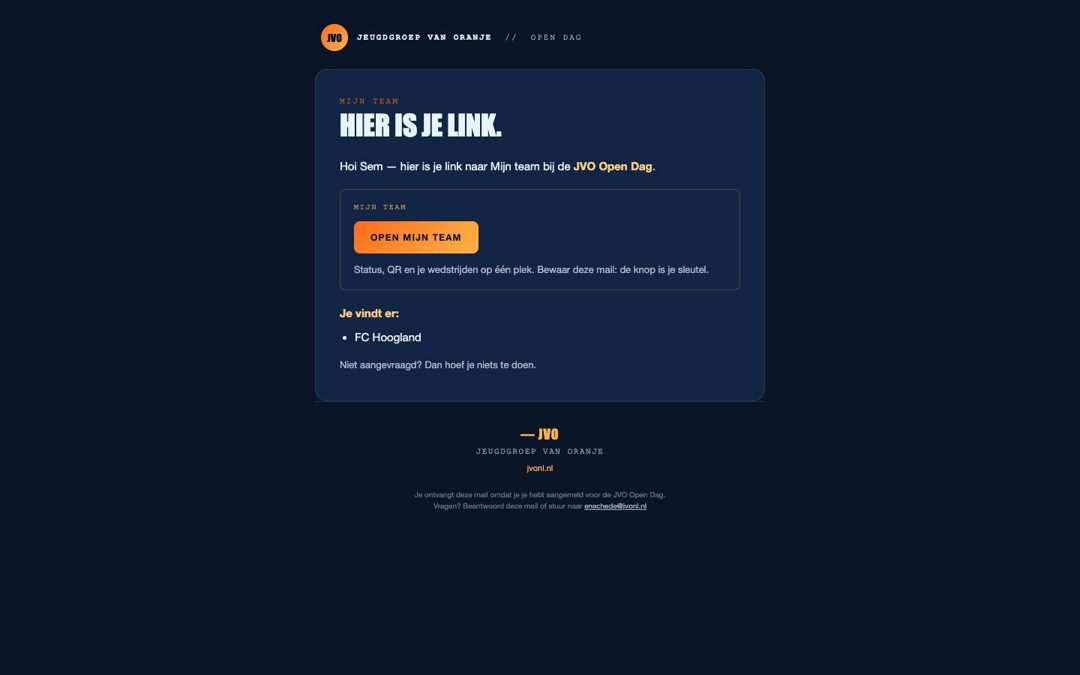 JVO JEUGDGROEP VAN ORANJE // OPEN DAG
MIJN TEAM
HIER IS JE LINK.
Hoi Sem — hier is je link naar Mijn team bij de JVO Open Dag.
MIJN TEAM
OPEN MIJN TEAM
Status, QR en je wedstrijden op één plek. Bewaar deze mail: de knop is je sleutel.
Je vindt er:
• FC Hoogland
Niet aangevraagd? Dan hoef je niets te doen.
— JVO
JEUGDGROEP VAN ORANJE
jvonl.nl
Je ontvangt deze mail omdat je je hebt aangemeld voor de JVO Open Dag.
Vragen? Beantwoord deze mail of stuur naar enschede@jvonl.nl